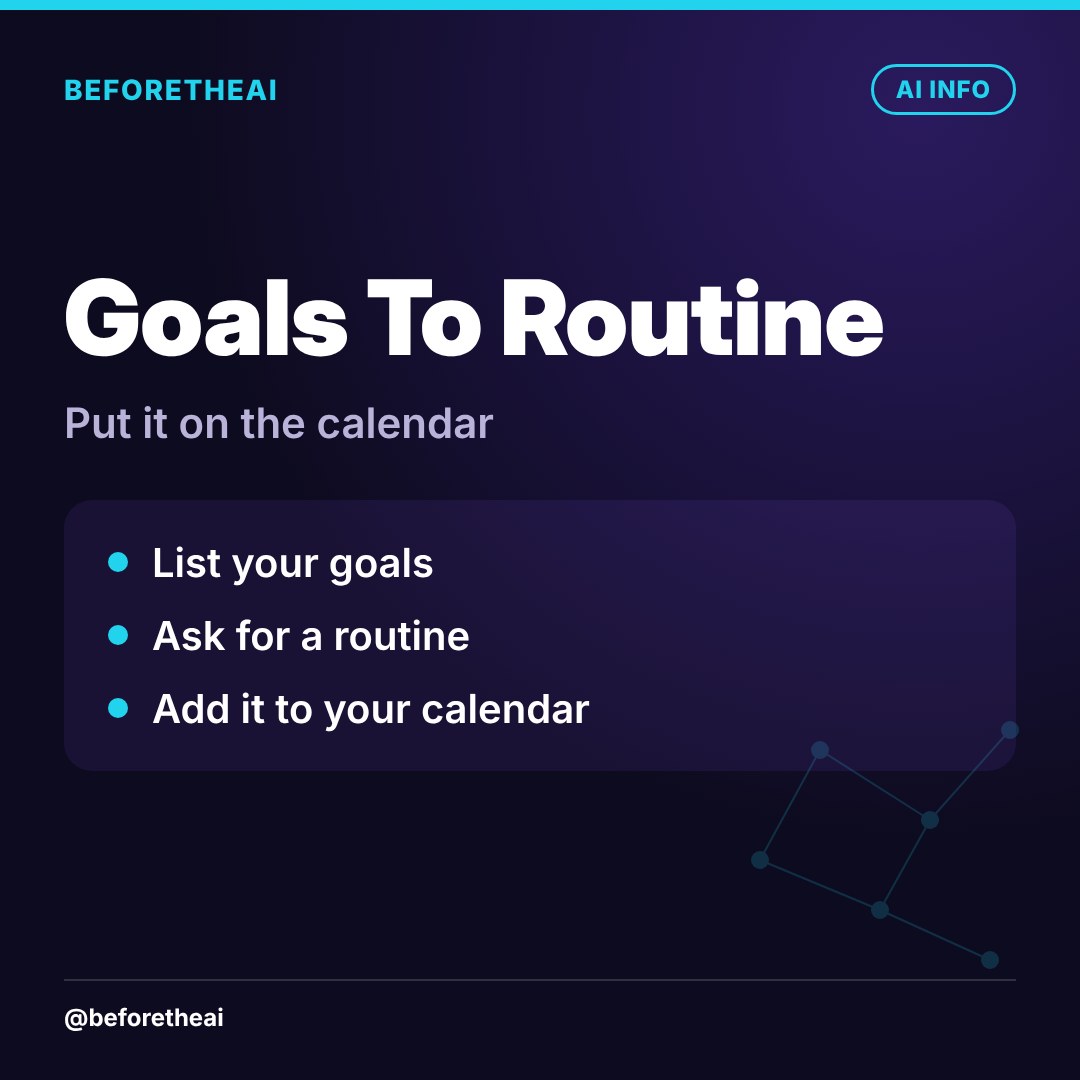 BEFORETHEAI
AI INFO
Goals To Routine
Put it on the calendar
List your goals
Ask for a routine
Add it to your calendar
@beforetheai